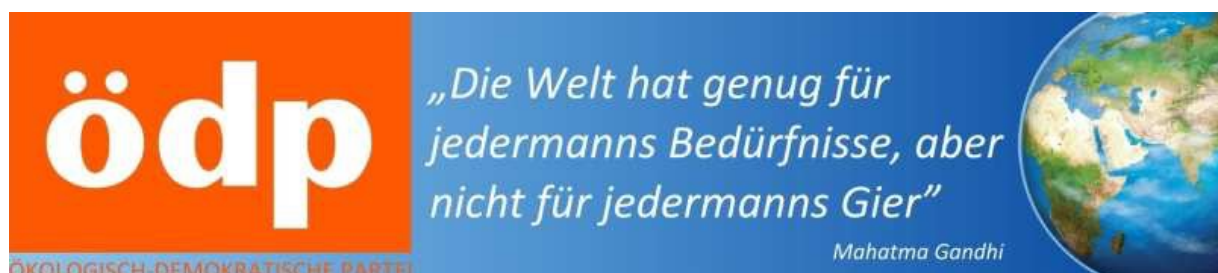 ödp
ÖKOLOGISCH-DEMOKRATISCHE PARTEI
„Die Welt hat genug für
jedermanns Bedürfnisse, aber
nicht für jedermanns Gier”
Mahatma Gandhi